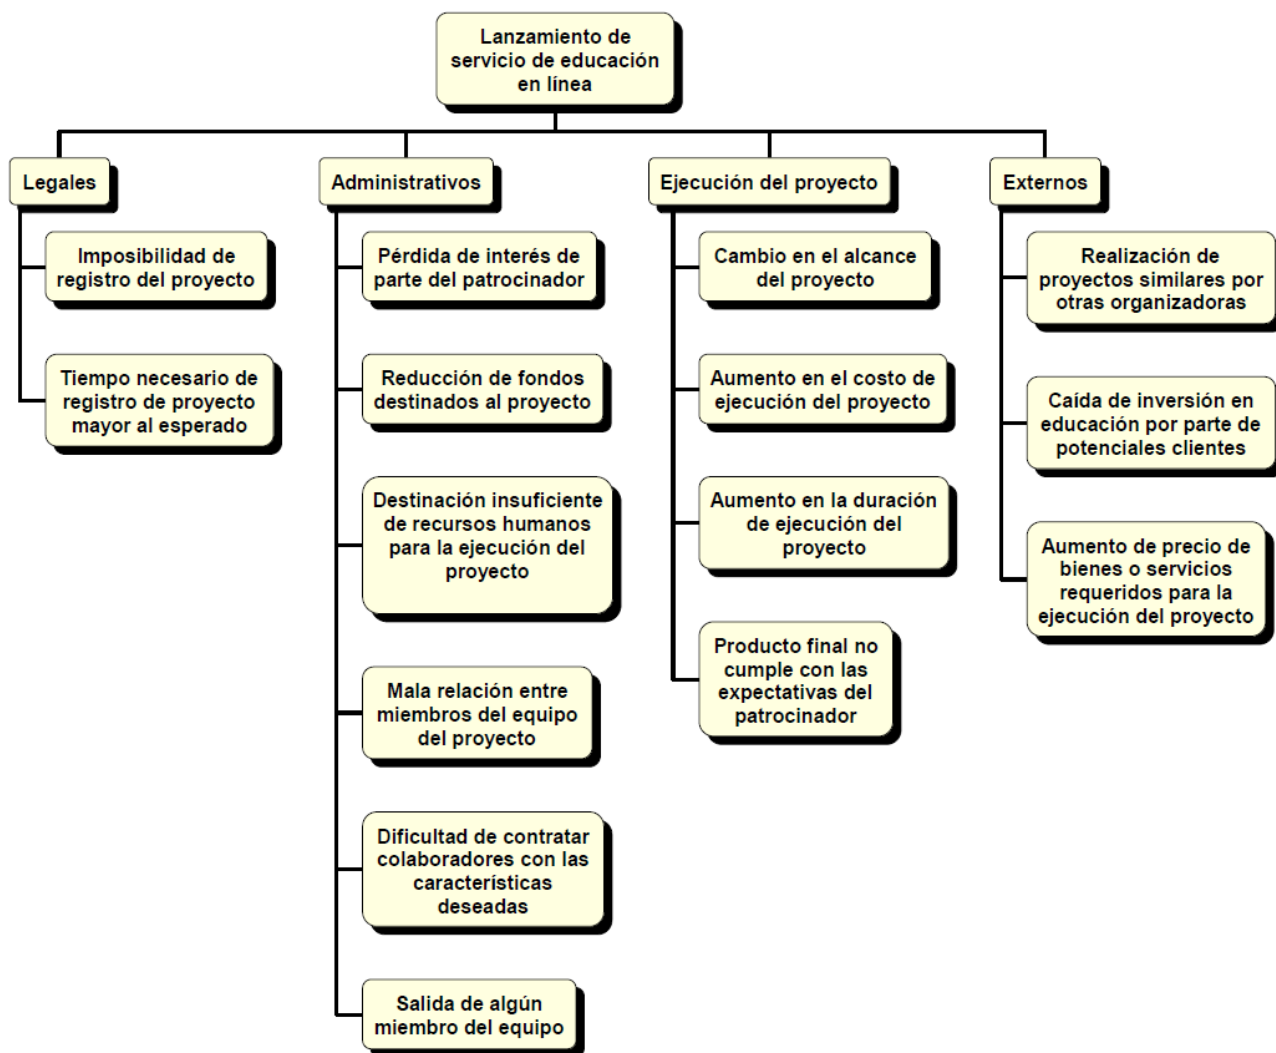 Lanzamiento de
servicio de educación
en línea
Legales
Imposibilidad de
registro del proyecto
Tiempo necesario de
registro de proyecto
mayor al esperado
Administrativos
Pérdida de interés de
parte del patrocinador
Reducción de fondos
destinados al proyecto
Destinación insuficiente
de recursos humanos
para la ejecución del
proyecto
Mala relación entre
miembros del equipo
del proyecto
Dificultad de contratar
colaboradores con las
características
deseadas
Salida de algún
miembro del equipo
Ejecución del proyecto
Cambio en el alcance
del proyecto
Aumento en el costo de
ejecución del proyecto
Aumento en la duración
de ejecución del
proyecto
Producto final no
cumple con las
expectativas del
patrocinador
Externos
Realización de
proyectos similares por
otras organizadoras
Caída de inversión en
educación por parte de
potenciales clientes
Aumento de precio de
bienes o servicios
requeridos para la
ejecución del proyecto